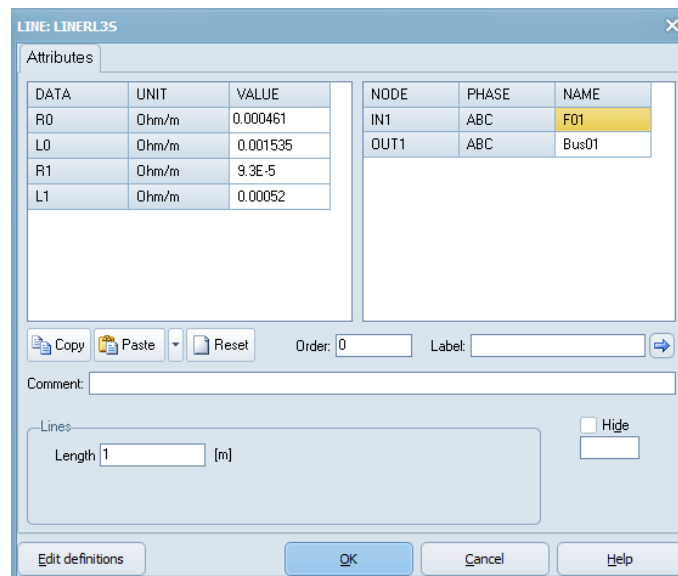 LINE: LINERL3S
Attributes
DATA UNIT VALUE
R0 Ohm/m 0.000461
L0 Ohm/m 0.001535
R1 Ohm/m 9.3E-5
L1 Ohm/m 0.00052
NODE PHASE NAME
IN1 ABC F01
OUT1 ABC Bus01
Copy Paste Reset Order: 0 Label:
Comment:
Lines
Length 1 [m]
Hide
Edit definitions OK Cancel Help